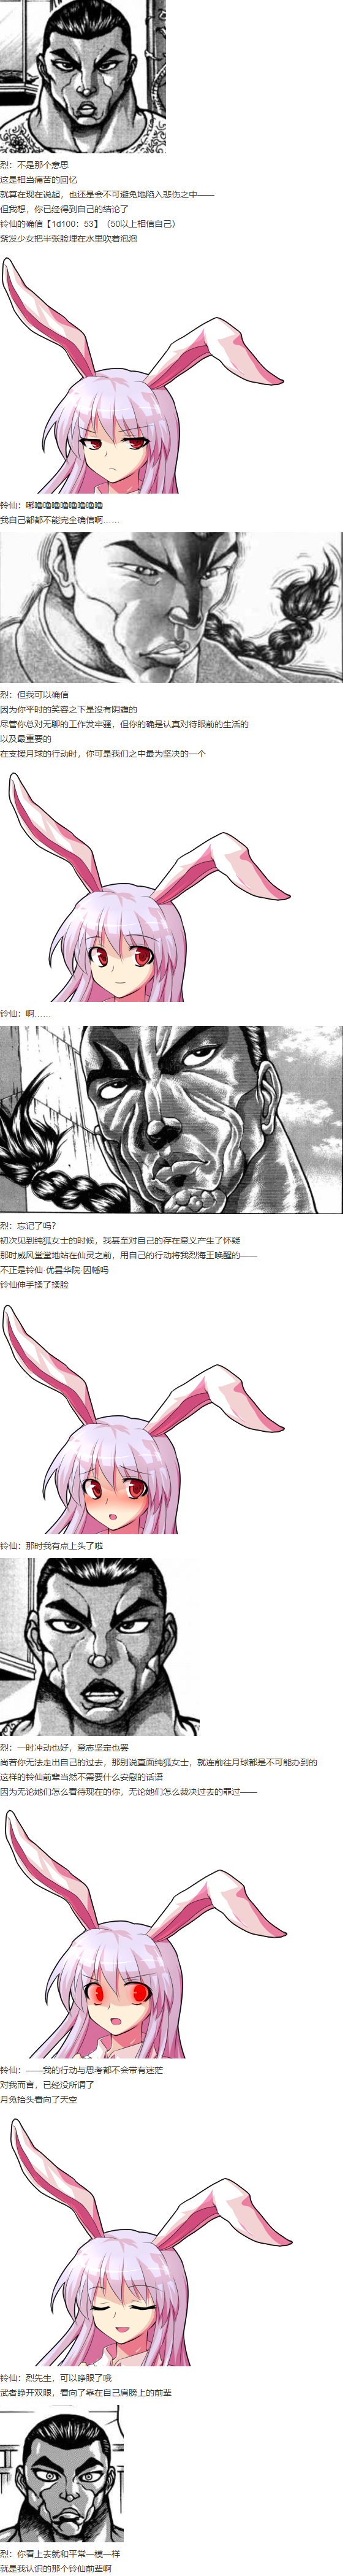 烈：不是那个意思
这是相当痛苦的回忆
就算在现在说起，也还是会不可避免地陷入悲伤之中——
但我想，你已经得到自己的结论了
铃仙的确信【1d100：53】（50以上相信自己）
紫发少女把半张脸埋在水里吹着泡泡
铃仙：嘟噜噜噜噜噜噜噜噜
我自己都都不能完全确信啊……
烈：但我可以确信
因为你平时的笑容之下是没有阴霾的
尽管你总对无聊的工作发牢骚，但你的确是认真对待眼前的生活的
以及最重要的
在支援月球的行动时，你可是我们之中最为坚决的一个
铃仙：啊……
烈：忘记了吗？
初次见到纯狐女士的时候，我甚至对自己的存在意义产生了怀疑
那时威风堂堂地站在仙灵之前，用自己的行动将我烈海王唤醒的——
不正是铃仙·优昙华院·因幡吗
铃仙伸手揉了揉脸
铃仙：那时我有点上头了啦
烈：一时冲动也好，意志坚定也罢
尚若你无法走出自己的过去，那别说直面纯狐女士，就连前往月球都是不可能办到的
这样的铃仙前辈当然不需要什么安慰的话语
因为无论她们怎么看待现在的你，无论她们怎么裁决过去的罪过——
铃仙：——我的行动与思考都不会带有迷茫
对我而言，已经没所谓了
月兔抬头看向了天空
铃仙：烈先生，可以睁眼了哦
武者睁开双眼，看向了靠在自己肩膀上的前辈
烈：你看上去就和平常一模一样
就是我认识的那个铃仙前辈啊